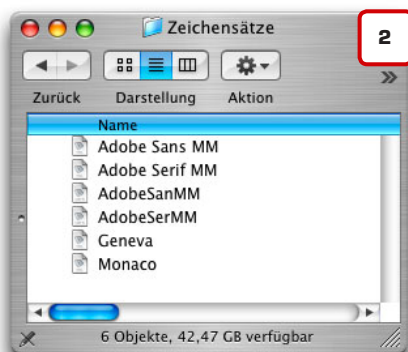 Zeichensätze
2
Zurück Darstellung Aktion
Name
Adobe Sans MM
Adobe Serif MM
AdobeSanMM
AdobeSerMM
Geneva
Monaco
6 Objekte, 42,47 GB verfügbar